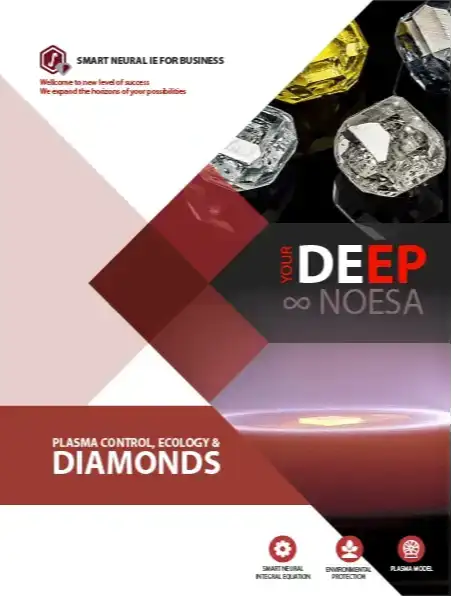 SMART NEURAL IE FOR BUSINESS
Wellcome to new level of success
We expand the horizons of your possibilities
YOUR
DEEP
∞ NOESA
PLASMA CONTROL, ECOLOGY &
DIAMONDS
SMART NEURAL
INTEGRAL EQUATION
ENVIRONMENTAL
PROTECTION
PLASMA MODEL